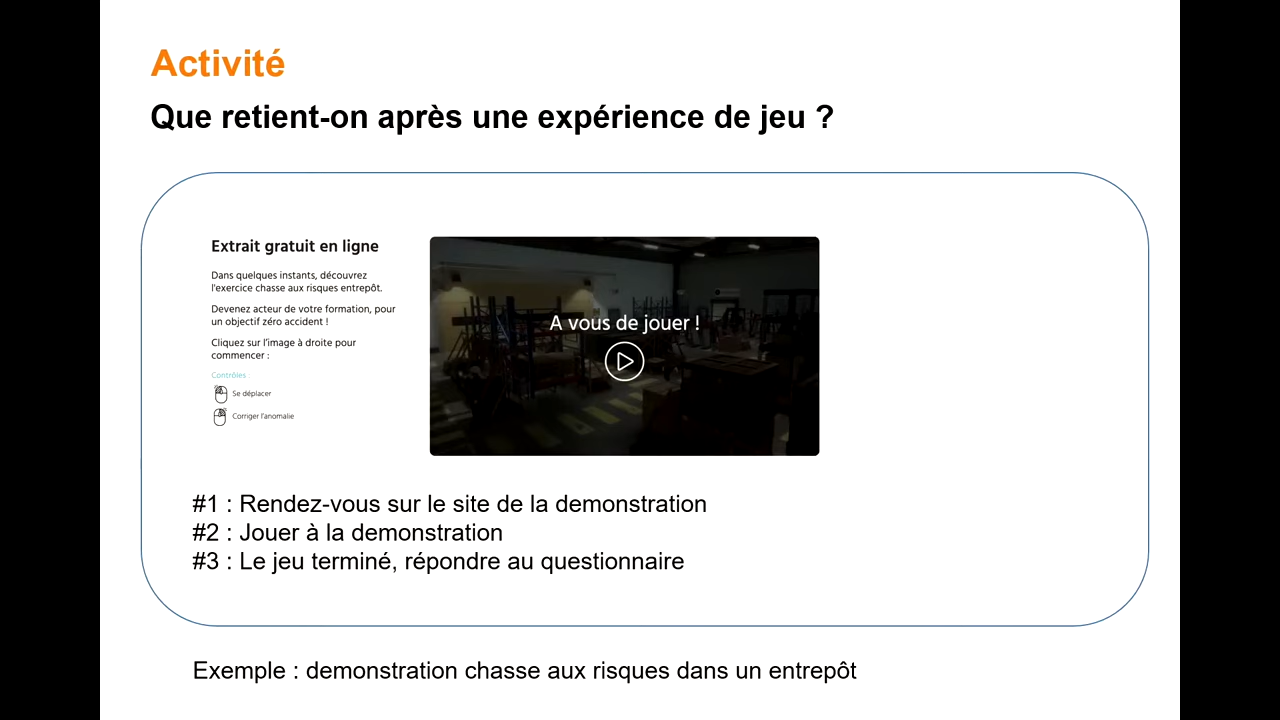 Activité
Que retient-on après une expérience de jeu ?
Extrait gratuit en ligne
Dans quelques instants, découvrez
l'exercice chasse aux risques entrepôt.
Devenez acteur de votre formation, pour
un objectif zéro accident !
Cliquez sur l'image à droite pour
commencer :
Contrôles :
Se déplacer
Corriger l'anomalie
A vous de jouer !
#1 : Rendez-vous sur le site de la demonstration
#2 : Jouer à la demonstration
#3 : Le jeu terminé, répondre au questionnaire
Exemple : demonstration chasse aux risques dans un entrepôt